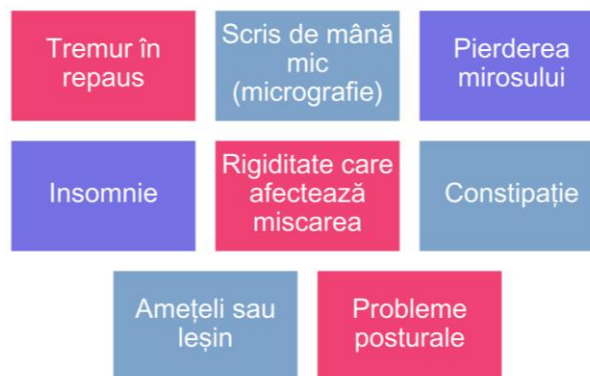 Tremur în
repaus
Scris de mână
mic
(micrografie)
Pierderea
mirosului
Insomnie
Rigiditate care
afectează
miscarea
Constipație
Amețeli sau
leșin
Probleme
posturale